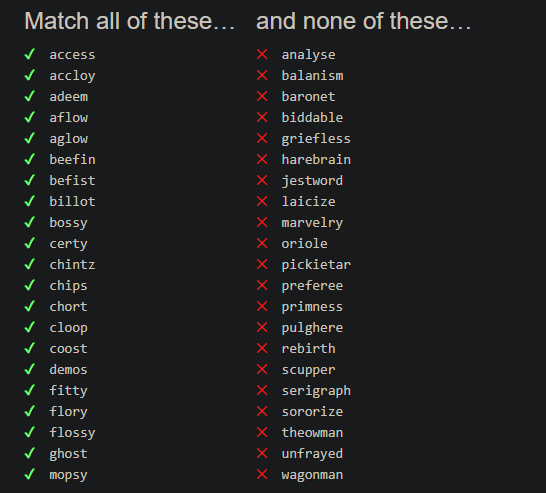 Match all of these… and none of these…
✓ access ✗ analyse
✓ accloy ✗ balanism
✓ adeem ✗ baronet
✓ aflow ✗ biddable
✓ aglow ✗ griefless
✓ beefin ✗ harebrain
✓ befist ✗ jestword
✓ billot ✗ laicize
✓ bossy ✗ marvelry
✓ certy ✗ oriole
✓ chintz ✗ pickietar
✓ chips ✗ preferee
✓ chort ✗ primness
✓ cloop ✗ pulghere
✓ coost ✗ rebirth
✓ demos ✗ scupper
✓ fitty ✗ serigraph
✓ flory ✗ sororize
✓ flossy ✗ theowman
✓ ghost ✗ unfrayed
✓ mopsy ✗ wagonman